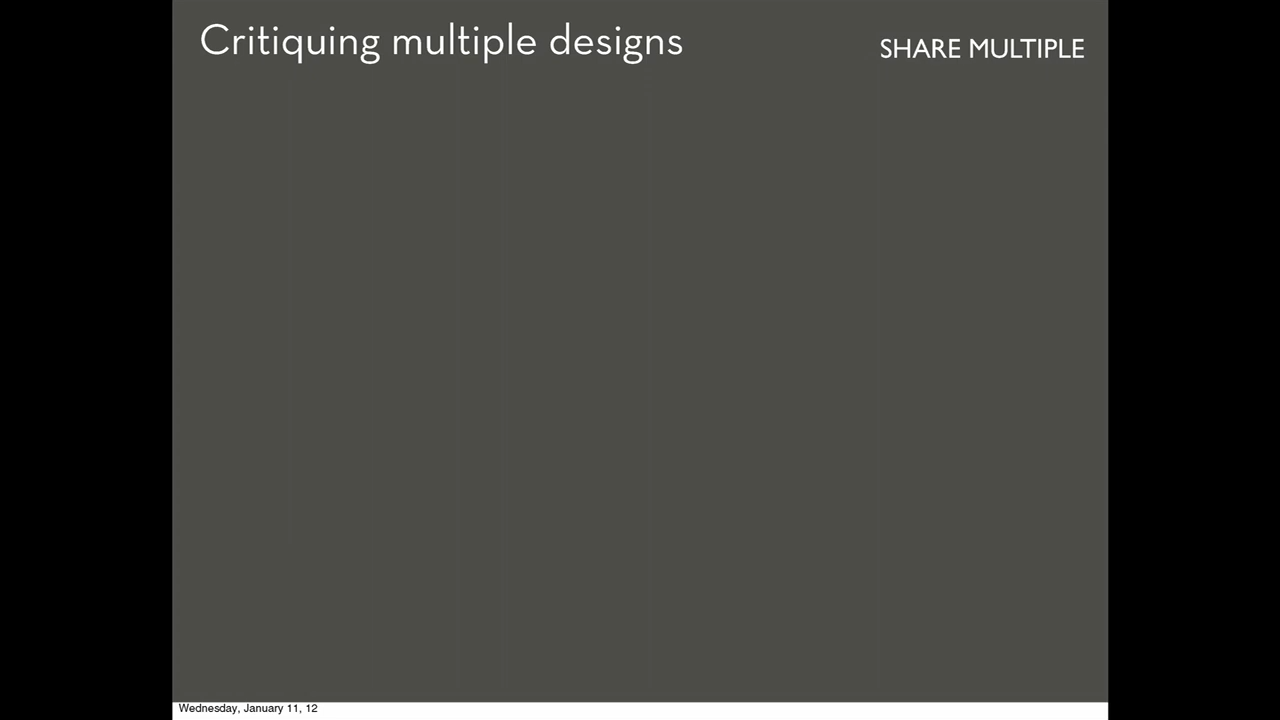 Critiquing multiple designs
SHARE MULTIPLE
Wednesday, January 11, 12